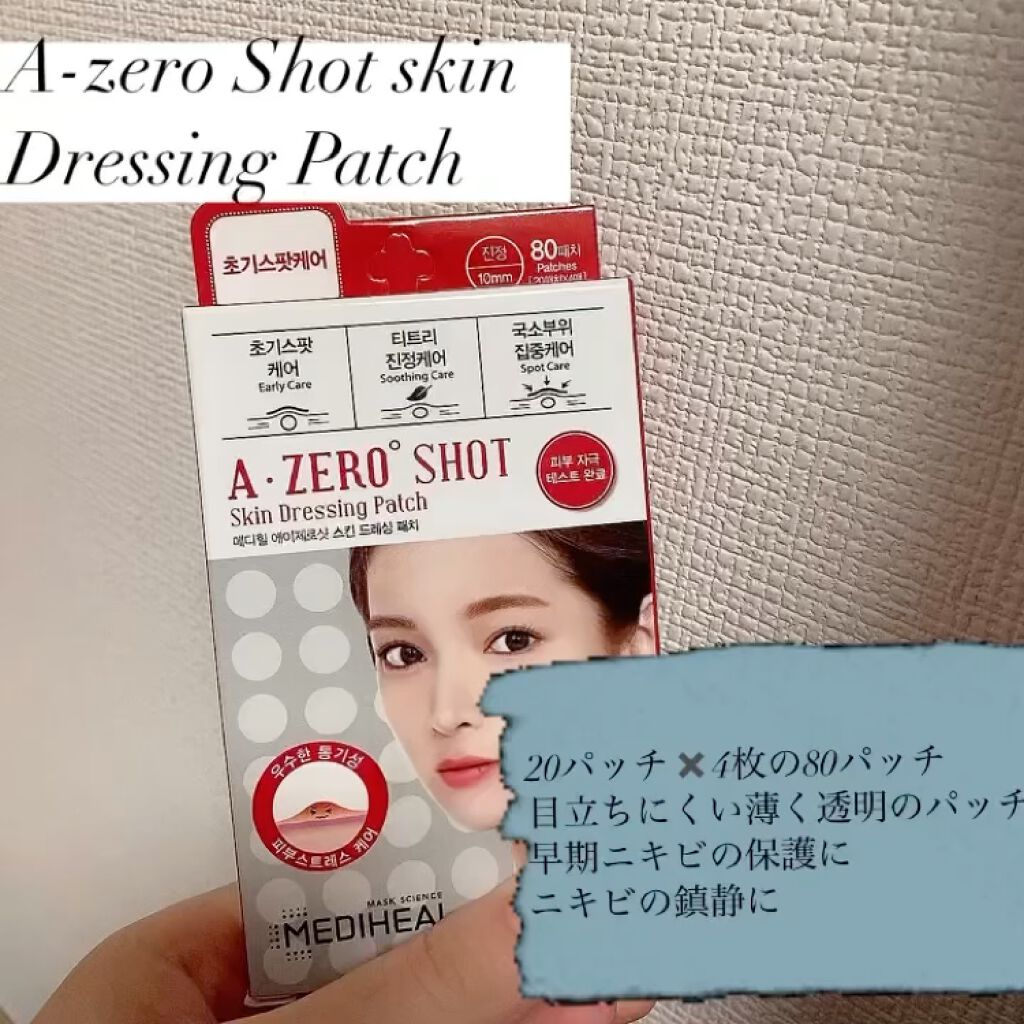 A-zero Shot skin
Dressing Patch
초기스팟케어
진정
10mm
80패치
Patches
[20패치X4매]
초기스팟
케어
Early Care
티트리
진정케어
Soothing Care
국소부위
집중케어
Spot Care
A·ZERO° SHOT
Skin Dressing Patch
메디힐 에이제로샷 스킨 드레싱 패치
피부 자극
테스트 완료
우수한 통기성
피부스트레스 케어
MASK SCIENCE
MEDIHEAL
20パッチ✖️4枚の80パッチ
目立ちにくい薄く透明のパッチ
早期ニキビの保護に
ニキビの鎮静に